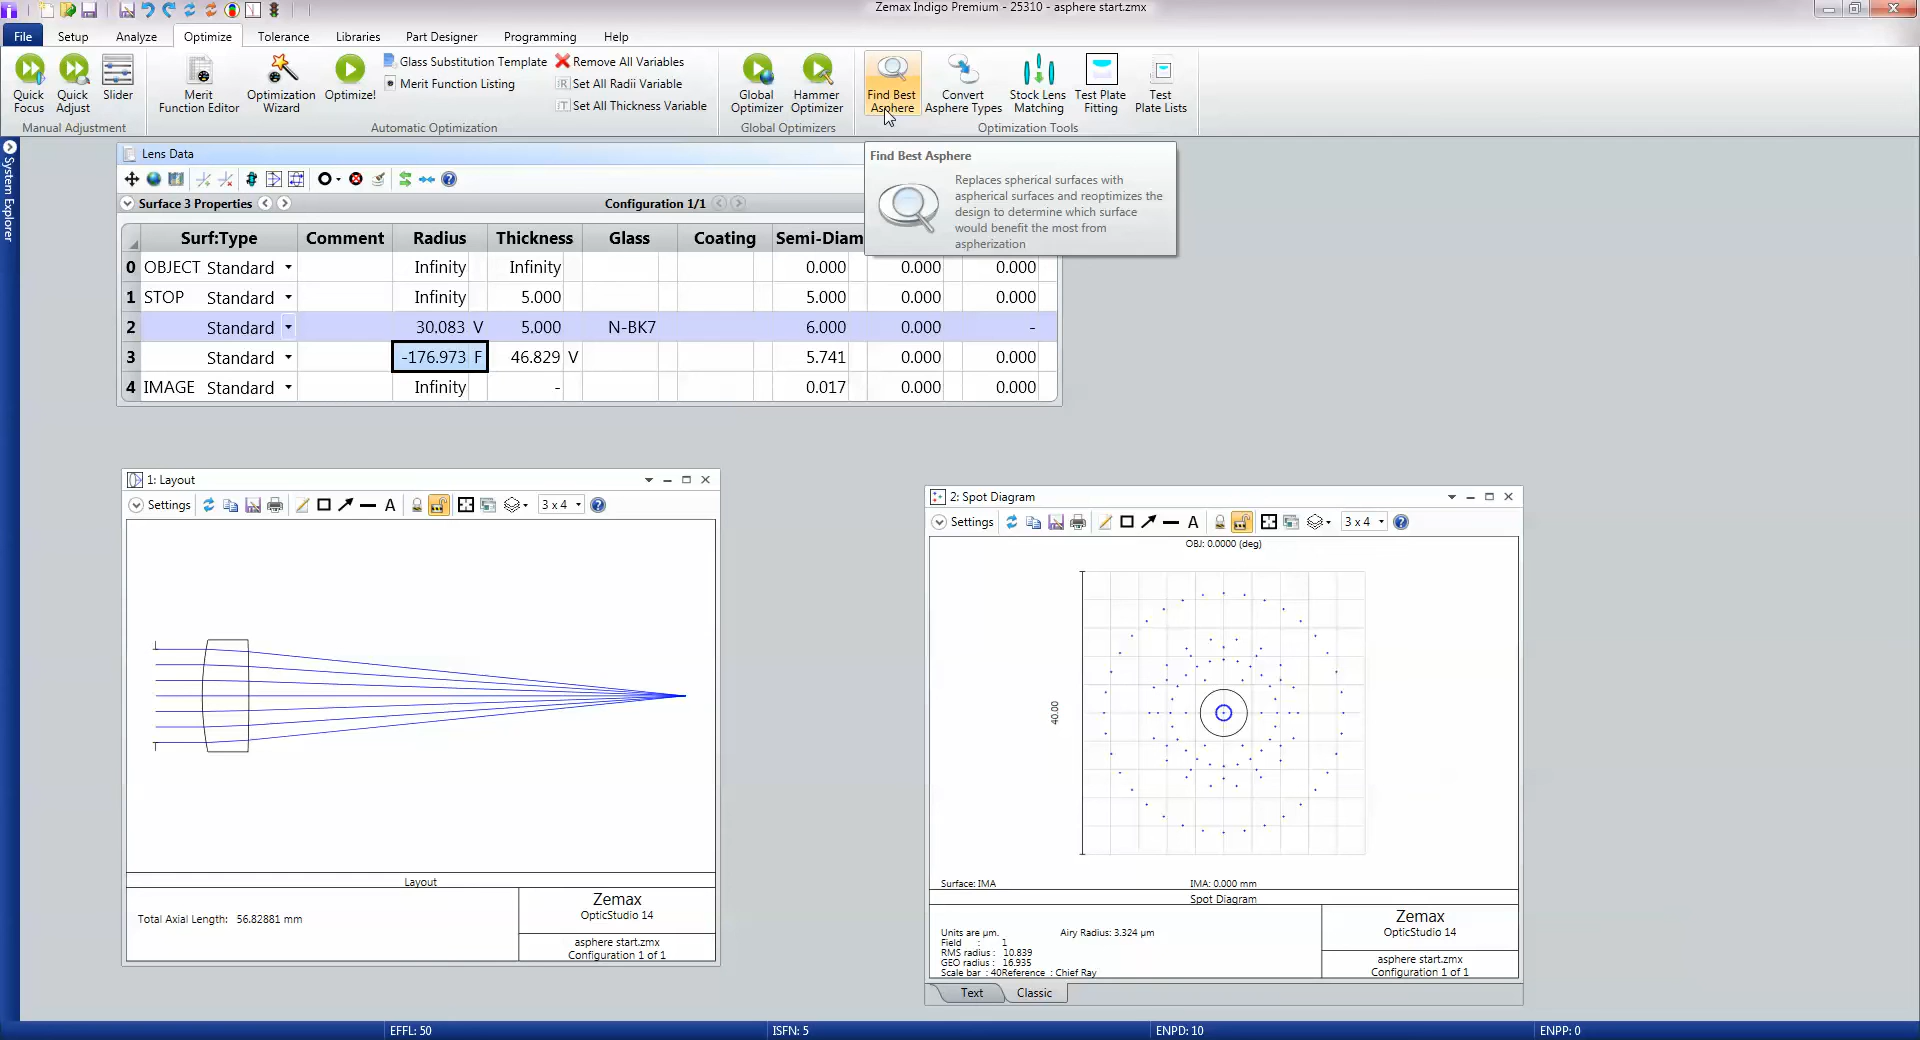 Zemax Indigo Premium - 25310 - asphere start.zmx
File Setup Analyze Optimize Tolerance Libraries Part Designer Programming Help
Quick Focus
Quick Adjust
Slider
Manual Adjustment
Merit Function Editor
Optimization Wizard
Optimize!
Glass Substitution Template
Merit Function Listing
Remove All Variables
Set All Radii Variable
Set All Thickness Variable
Automatic Optimization
Global Optimizer
Hammer Optimizer
Global Optimizers
Find Best Asphere
Convert Asphere Types
Stock Lens Matching
Test Plate Fitting
Test Plate Lists
Optimization Tools
System Explorer
Find Best Asphere
Replaces spherical surfaces with
aspherical surfaces and reoptimizes the
design to determine which surface
would benefit the most from
aspherization
Lens Data
Surface 3 Properties Configuration 1/1
Surf:Type Comment Radius Thickness Glass Coating Semi-Diam
0 OBJECT Standard Infinity Infinity 0.000 0.000 0.000
1 STOP Standard Infinity 5.000 5.000 0.000 0.000
2 Standard 30.083 V 5.000 N-BK7 6.000 0.000 -
3 Standard -176.973 F 46.829 V 5.741 0.000 0.000
4 IMAGE Standard Infinity - 0.017 0.000 0.000
1: Layout
Settings 3 x 4
Layout
Total Axial Length: 56.82881 mm
Zemax
OpticStudio 14
asphere start.zmx
Configuration 1 of 1
2: Spot Diagram
Settings 3 x 4
OBJ: 0.0000 (deg)
40.00
Surface: IMA IMA: 0.000 mm
Spot Diagram
Units are µm. Airy Radius: 3.324 µm
Field : 1
RMS radius : 10.839
GEO radius : 16.935
Scale bar : 40 Reference : Chief Ray
Zemax
OpticStudio 14
asphere start.zmx
Configuration 1 of 1
Text Classic
EFFL: 50 ISFN: 5 ENPD: 10 ENPP: 0